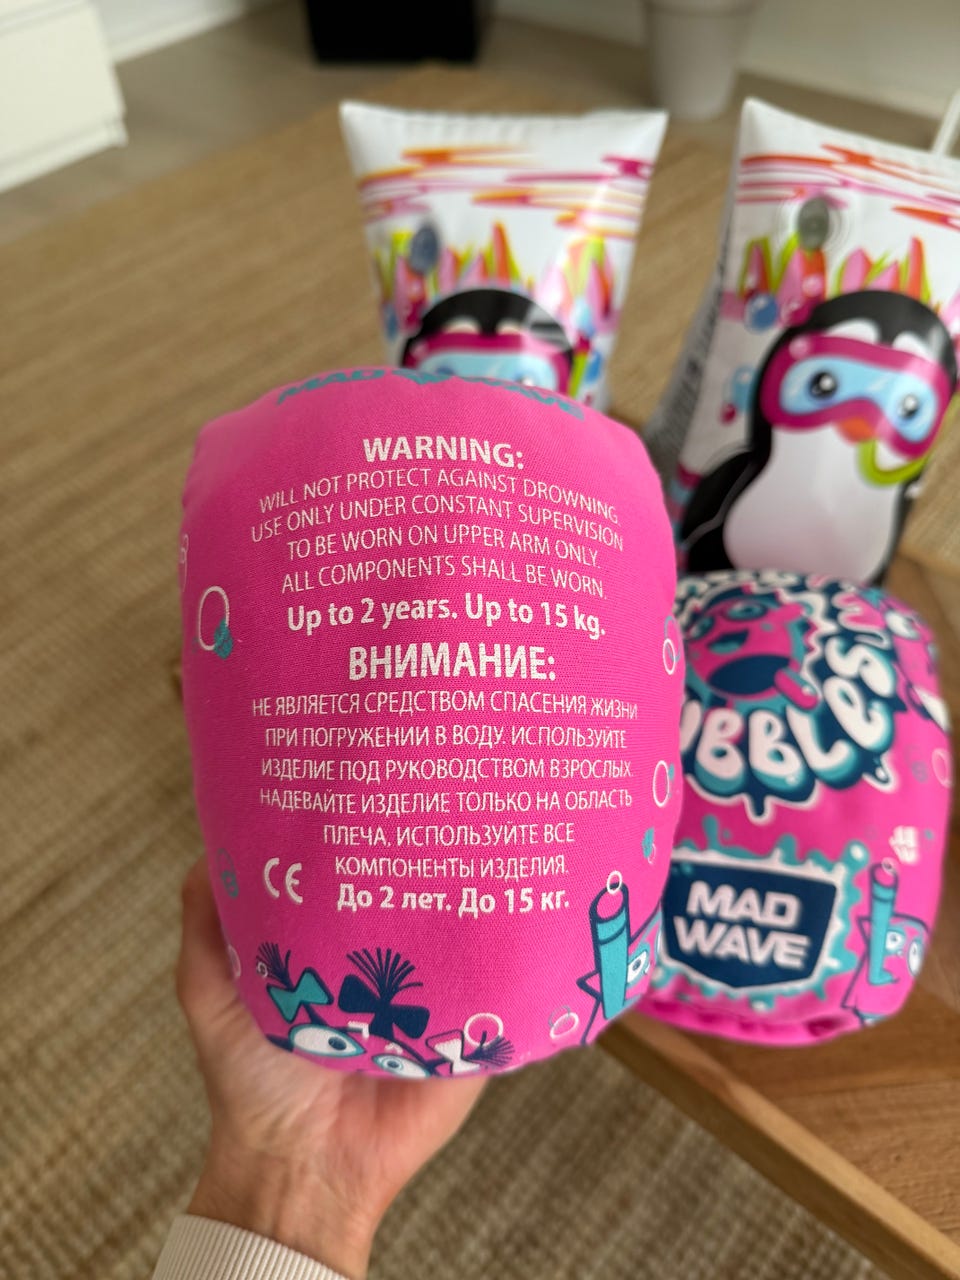 MAD WAVE
WARNING:
WILL NOT PROTECT AGAINST DROWNING.
USE ONLY UNDER CONSTANT SUPERVISION
TO BE WORN ON UPPER ARM ONLY.
ALL COMPONENTS SHALL BE WORN.
Up to 2 years. Up to 15 kg.
ВНИМАНИЕ:
НЕ ЯВЛЯЕТСЯ СРЕДСТВОМ СПАСЕНИЯ ЖИЗНИ
ПРИ ПОГРУЖЕНИИ В ВОДУ. ИСПОЛЬЗУЙТЕ
ИЗДЕЛИЕ ПОД РУКОВОДСТВОМ ВЗРОСЛЫХ.
НАДЕВАЙТЕ ИЗДЕЛИЕ ТОЛЬКО НА ОБЛАСТЬ
ПЛЕЧА, ИСПОЛЬЗУЙТЕ ВСЕ
КОМПОНЕНТЫ ИЗДЕЛИЯ.
CE До 2 лет. До 15 кг.
MAD
WAVE